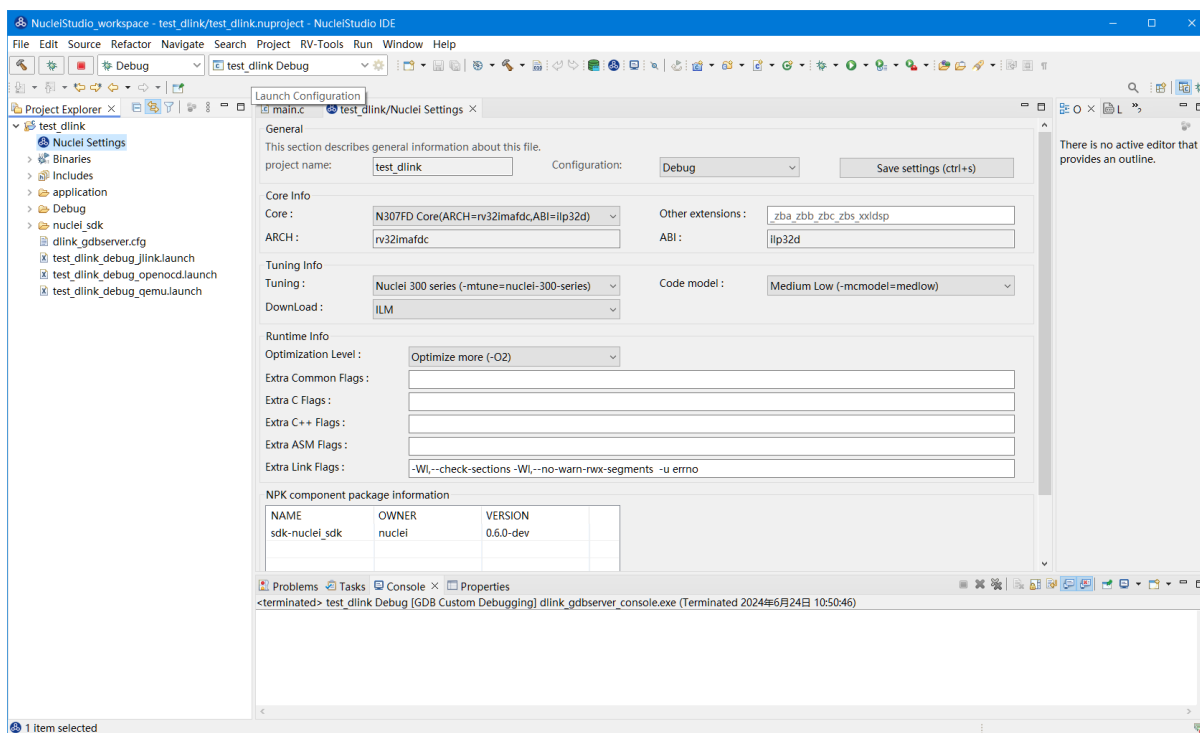 NucleiStudio_workspace - test_dlink/test_dlink.nuproject - NucleiStudio IDE
File Edit Source Refactor Navigate Search Project RV-Tools Run Window Help
Debug
test_dlink Debug
Launch Configuration
Project Explorer
test_dlink
Nuclei Settings
Binaries
Includes
application
Debug
nuclei_sdk
dlink_gdbserver.cfg
test_dlink_debug_jlink.launch
test_dlink_debug_openocd.launch
test_dlink_debug_qemu.launch
main.c
test_dlink/Nuclei Settings
General
This section describes general information about this file.
project name: test_dlink Configuration: Debug Save settings (ctrl+s)
Core Info
Core : N307FD Core(ARCH=rv32imafdc,ABI=ilp32d) Other extensions : _zba_zbb_zbc_zbs_xxldsp
ARCH : rv32imafdc ABI : ilp32d
Tuning Info
Tuning : Nuclei 300 series (-mtune=nuclei-300-series) Code model : Medium Low (-mcmodel=medlow)
DownLoad : ILM
Runtime Info
Optimization Level : Optimize more (-O2)
Extra Common Flags :
Extra C Flags :
Extra C++ Flags :
Extra ASM Flags :
Extra Link Flags : -Wl,--check-sections -Wl,--no-warn-rwx-segments -u errno
NPK component package information
NAME OWNER VERSION
sdk-nuclei_sdk nuclei 0.6.0-dev
O L
There is no active editor that
provides an outline.
Problems Tasks Console Properties
<terminated> test_dlink Debug [GDB Custom Debugging] dlink_gdbserver_console.exe (Terminated 2024年6月24日 10:50:46)
1 item selected